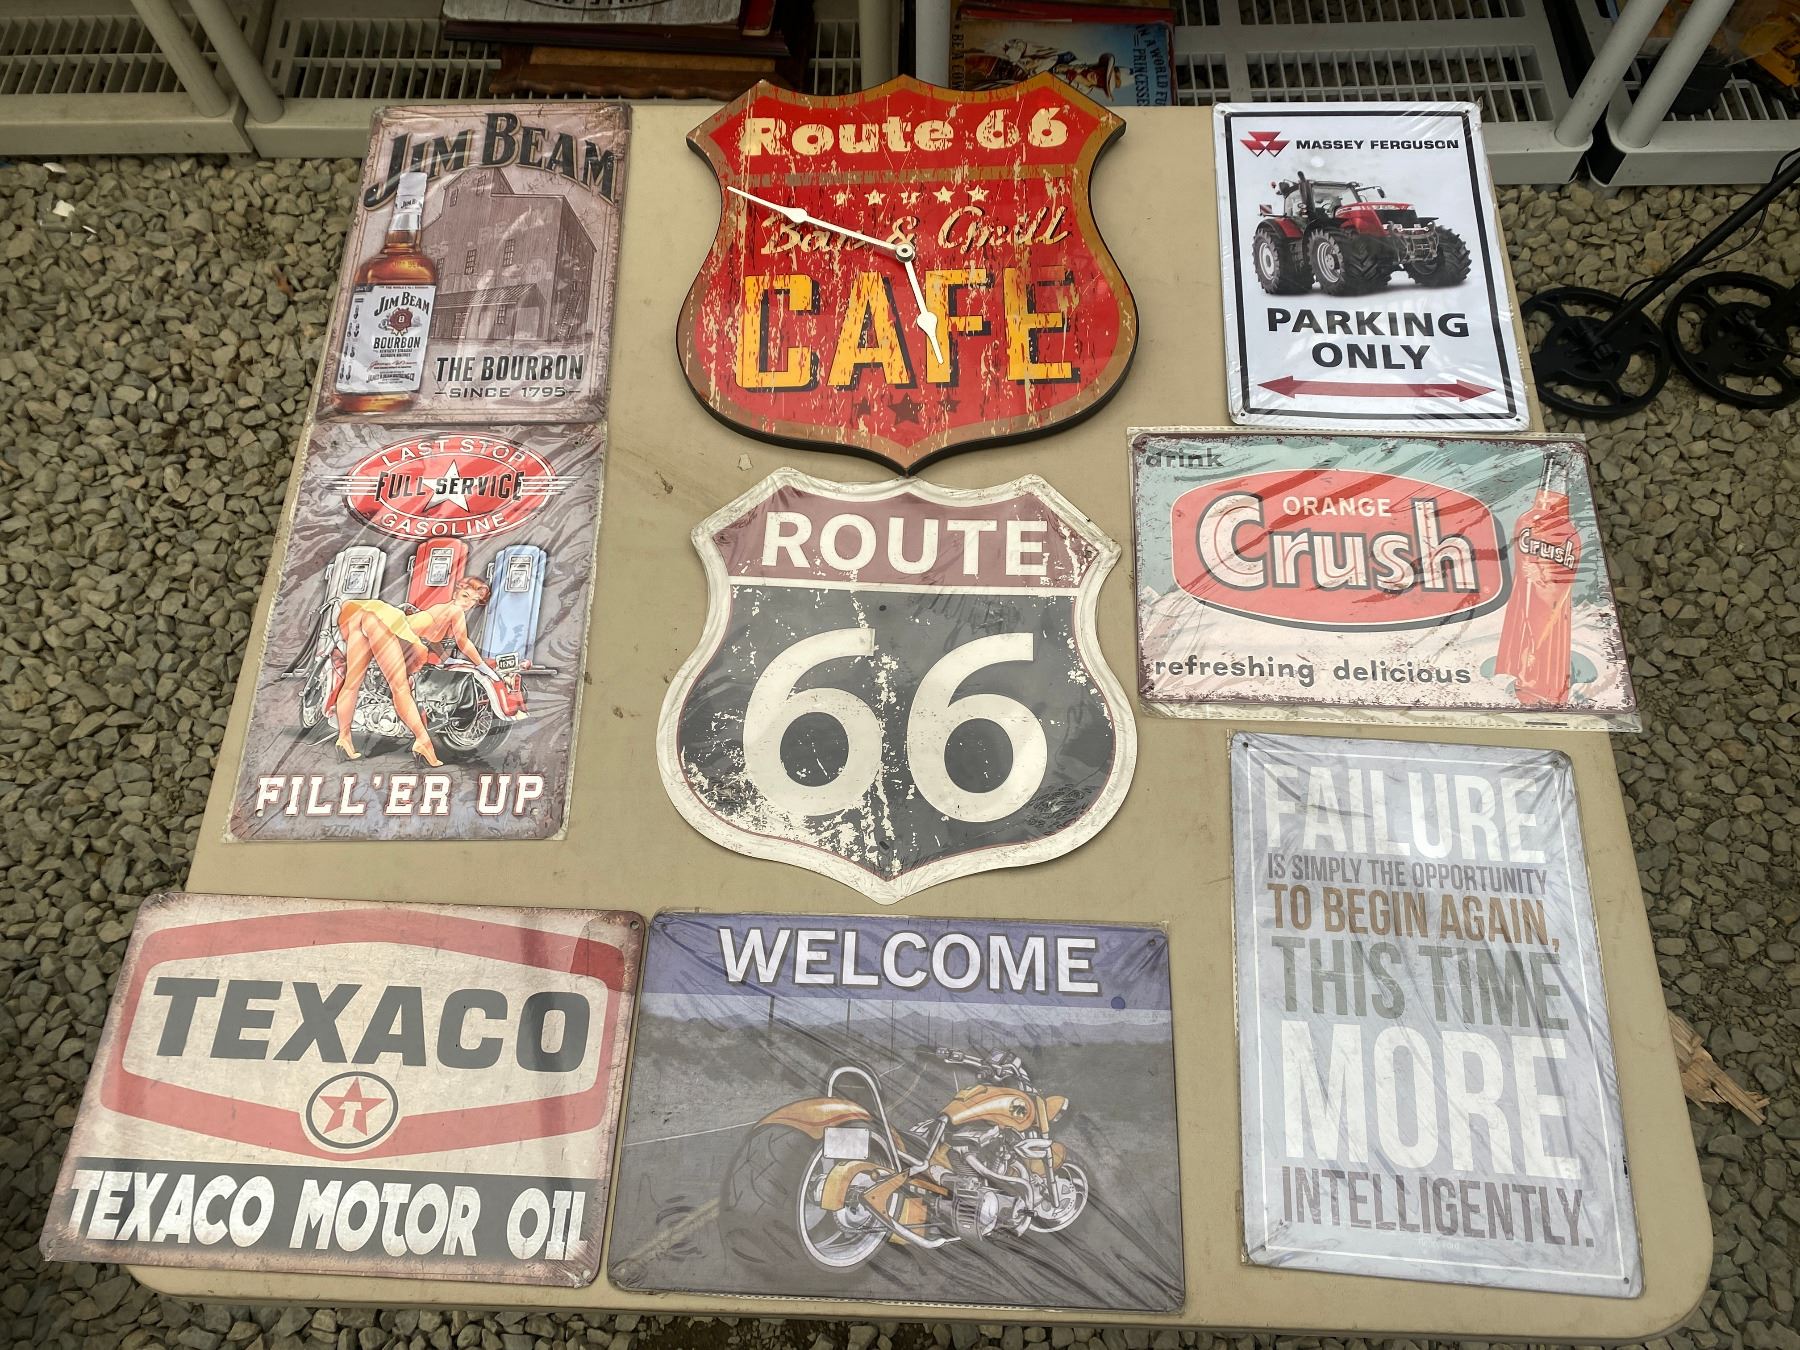 JIM BEAM
JIM BEAM
BOURBON
THE BOURBON
SINCE 1795
Route 66
Bar & Grill
CAFE
MASSEY FERGUSON
PARKING
ONLY
LAST STOP
FULL SERVICE
GASOLINE
FILL'ER UP
ROUTE
66
drink
ORANGE
Crush
Crush
refreshing delicious
TEXACO
T
TEXACO MOTOR OIL
WELCOME
FAILURE
IS SIMPLY THE OPPORTUNITY
TO BEGIN AGAIN,
THIS TIME
MORE
INTELLIGENTLY.
N A WORLD
PRINCESSE